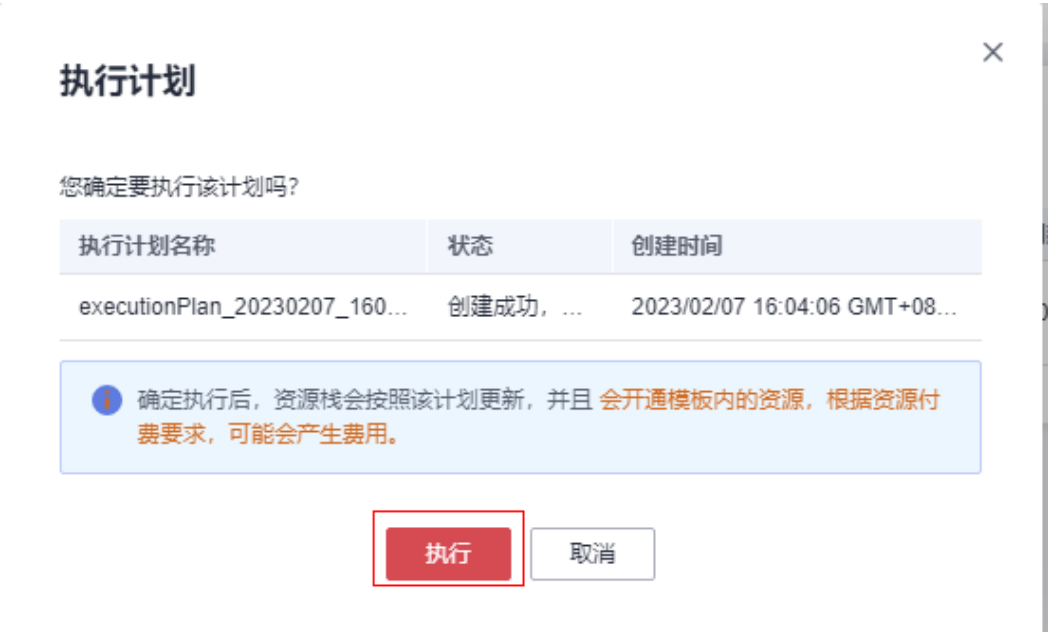 执行计划
您确定要执行该计划吗?
执行计划名称 状态 创建时间
executionPlan_20230207_160... 创建成功, ... 2023/02/07 16:04:06 GMT+08...
确定执行后，资源栈会按照该计划更新，并且 会开通模板内的资源，根据资源付
费要求，可能会产生费用。
执行 取消